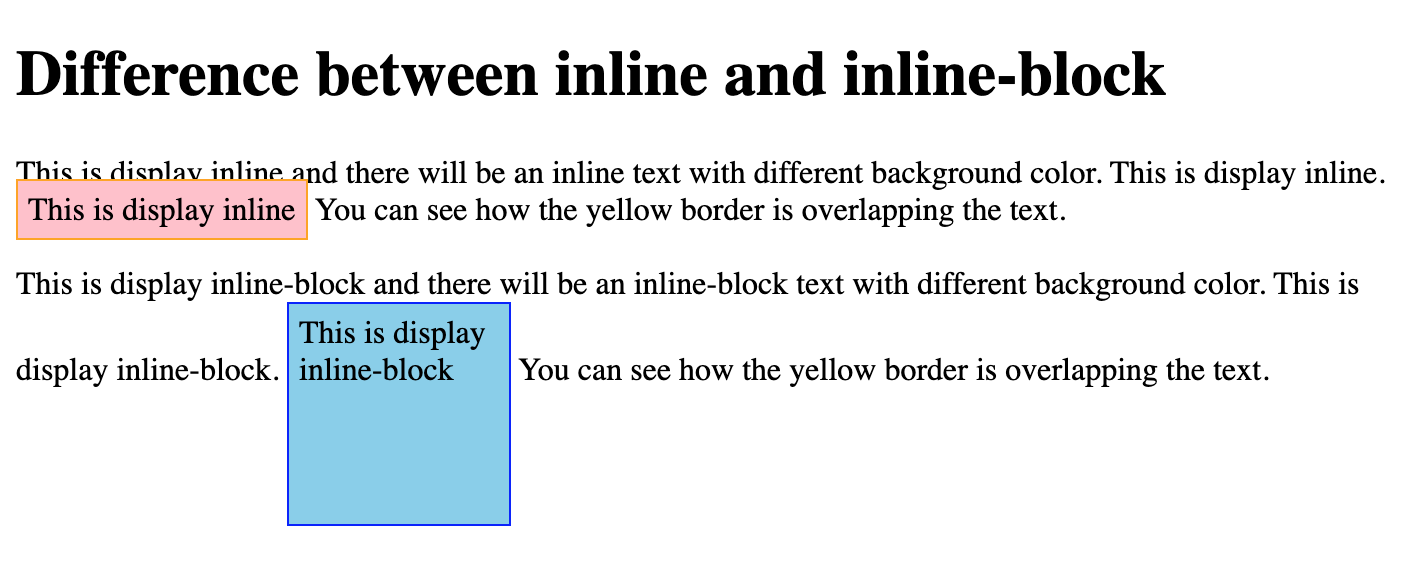 Difference between inline and inline-block
This is display inline and there will be an inline text with different background color. This is display inline.
This is display inline You can see how the yellow border is overlapping the text.
This is display inline-block and there will be an inline-block text with different background color. This is
This is display
display inline-block. inline-block You can see how the yellow border is overlapping the text.